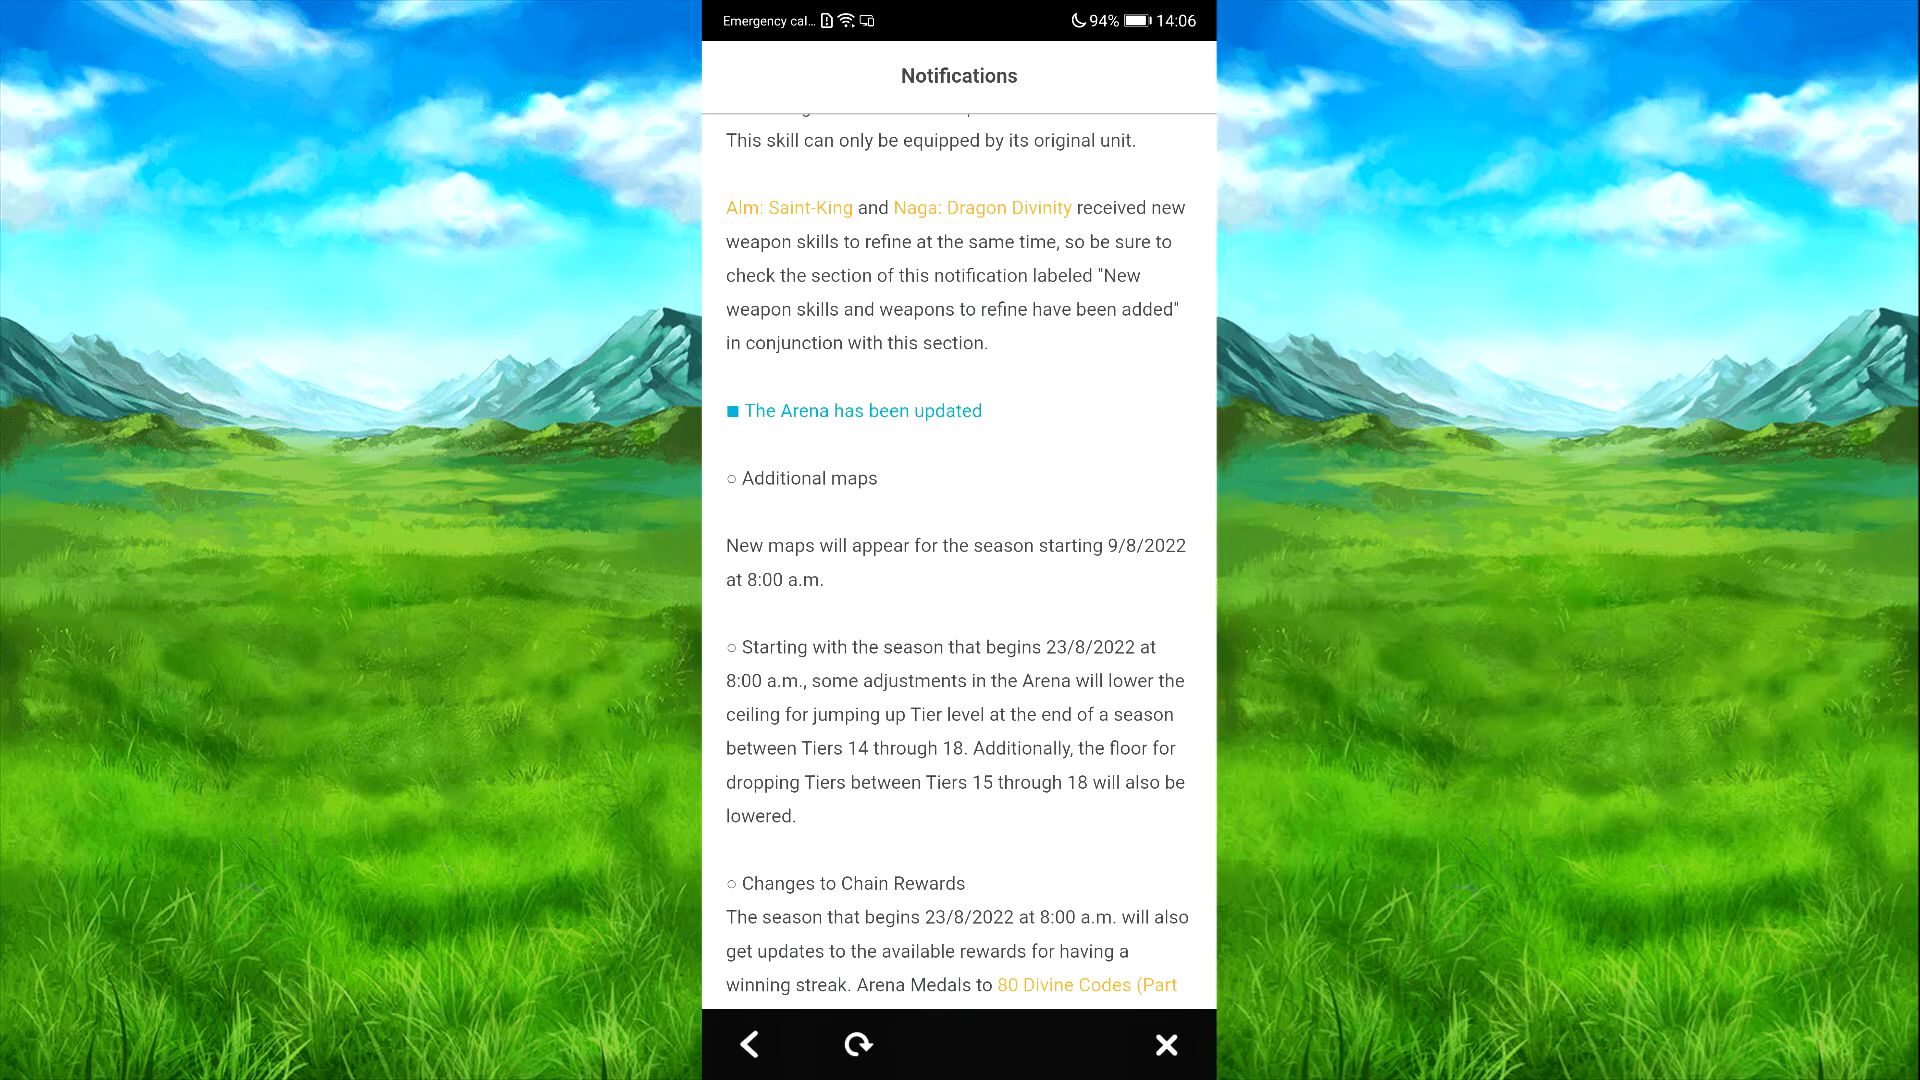 Emergency cal... 94% 14:06
Notifications
This skill can only be equipped by its original unit.
Alm: Saint-King and Naga: Dragon Divinity received new
weapon skills to refine at the same time, so be sure to
check the section of this notification labeled "New
weapon skills and weapons to refine have been added"
in conjunction with this section.
■ The Arena has been updated
○ Additional maps
New maps will appear for the season starting 9/8/2022
at 8:00 a.m.
○ Starting with the season that begins 23/8/2022 at
8:00 a.m., some adjustments in the Arena will lower the
ceiling for jumping up Tier level at the end of a season
between Tiers 14 through 18. Additionally, the floor for
dropping Tiers between Tiers 15 through 18 will also be
lowered.
○ Changes to Chain Rewards
The season that begins 23/8/2022 at 8:00 a.m. will also
get updates to the available rewards for having a
winning streak. Arena Medals to 80 Divine Codes (Part